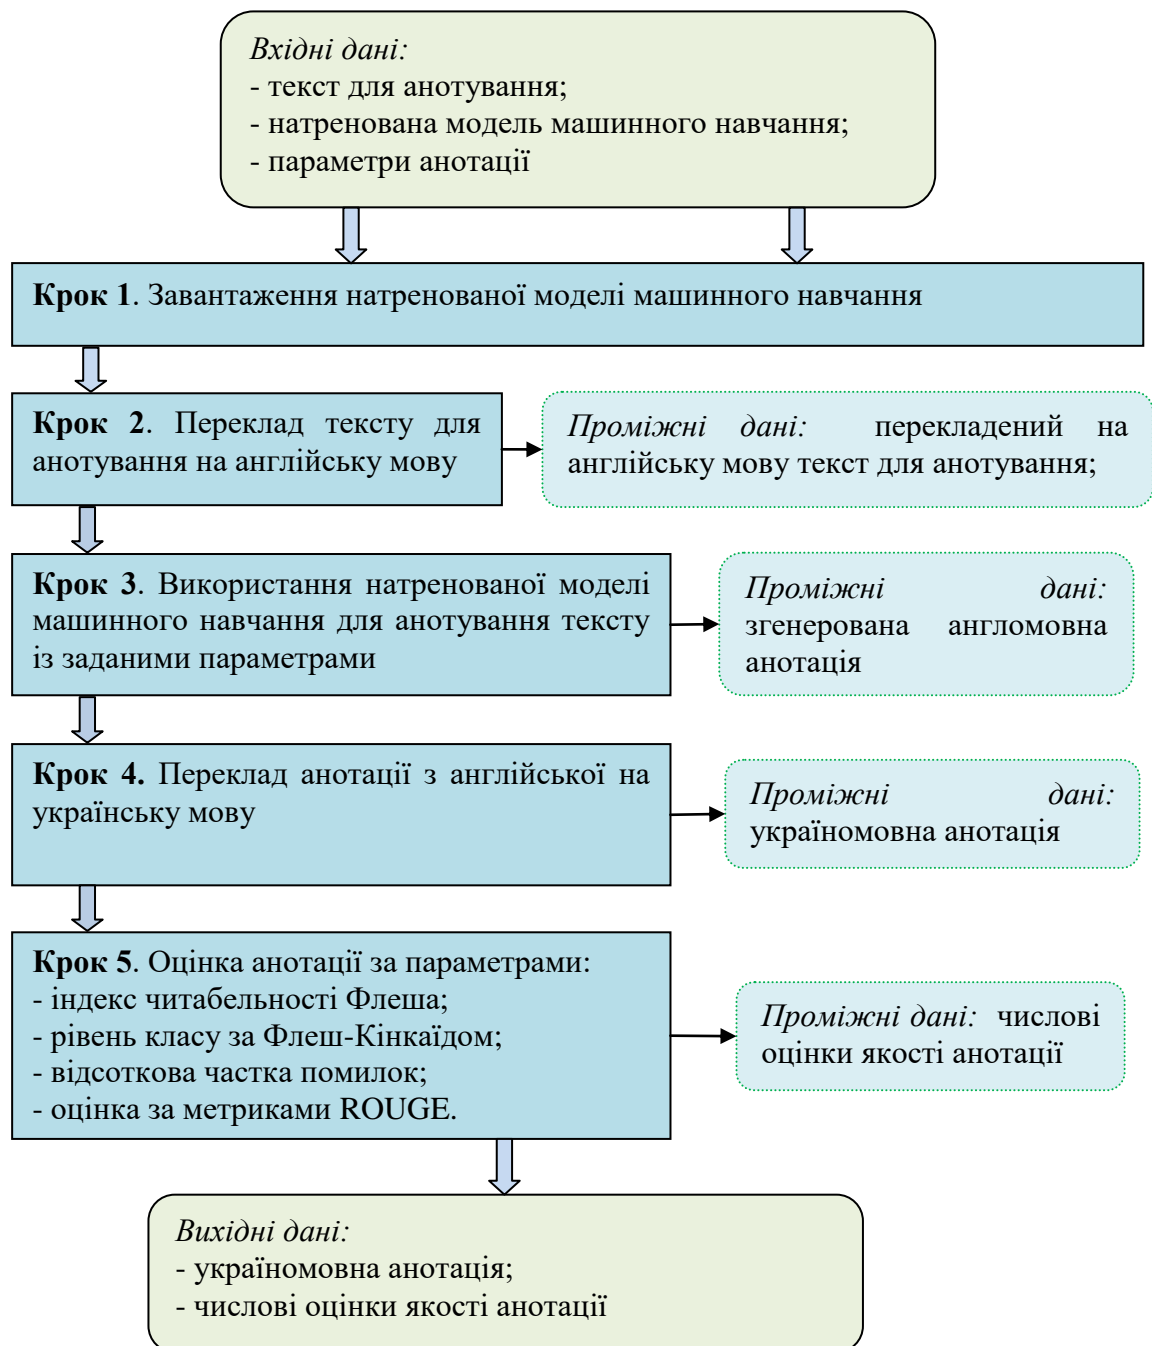 Вхідні дані:
- текст для анотування;
- натренована модель машинного навчання;
- параметри анотації
Крок 1. Завантаження натренованої моделі машинного навчання
Крок 2. Переклад тексту для
анотування на англійську мову
Проміжні дані: перекладений на
англійську мову текст для анотування;
Крок 3. Використання натренованої моделі
машинного навчання для анотування тексту
із заданими параметрами
Проміжні дані:
згенерована англомовна
анотація
Крок 4. Переклад анотації з англійської на
українську мову
Проміжні дані:
україномовна анотація
Крок 5. Оцінка анотації за параметрами:
- індекс читабельності Флеша;
- рівень класу за Флеш-Кінкаїдом;
- відсоткова частка помилок;
- оцінка за метриками ROUGE.
Проміжні дані: числові
оцінки якості анотації
Вихідні дані:
- україномовна анотація;
- числові оцінки якості анотації